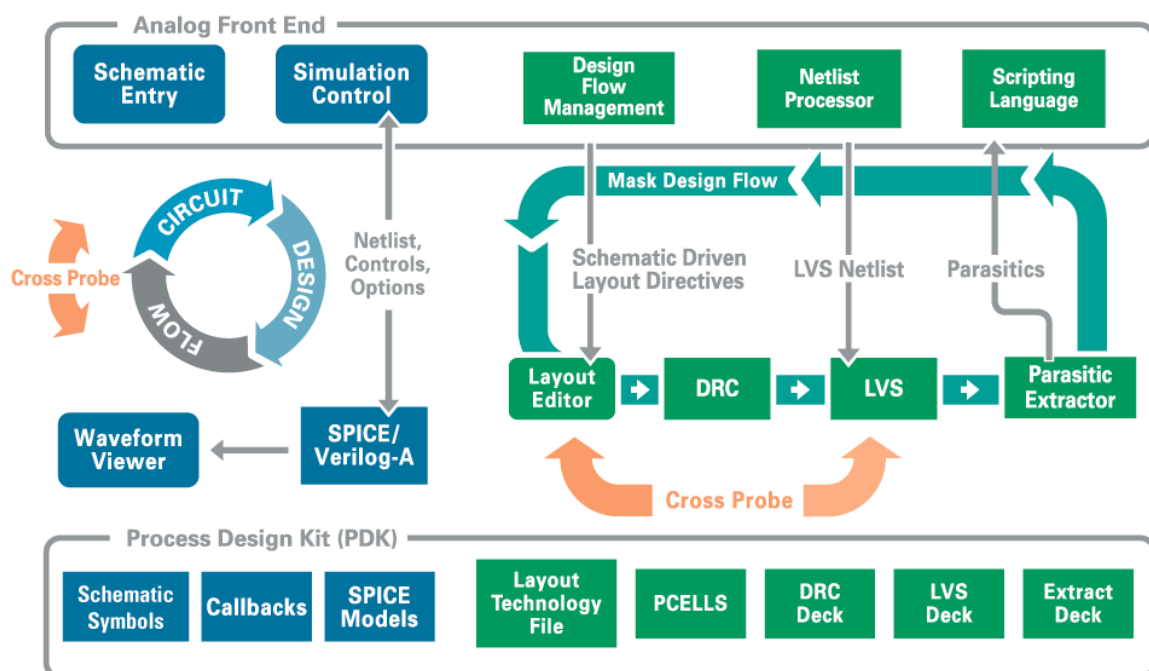 Analog Front End
Schematic
Entry
Simulation
Control
Design
Flow
Management
Netlist
Processor
Scripting
Language
Mask Design Flow
CIRCUIT
DESIGN
FLOW
Cross Probe
Netlist,
Controls,
Options
Schematic Driven
Layout Directives
LVS Netlist
Parasitics
Layout
Editor
DRC
LVS
Parasitic
Extractor
Waveform
Viewer
SPICE/
Verilog-A
Cross Probe
Process Design Kit (PDK)
Schematic
Symbols
Callbacks
SPICE
Models
Layout
Technology
File
PCELLS
DRC
Deck
LVS
Deck
Extract
Deck